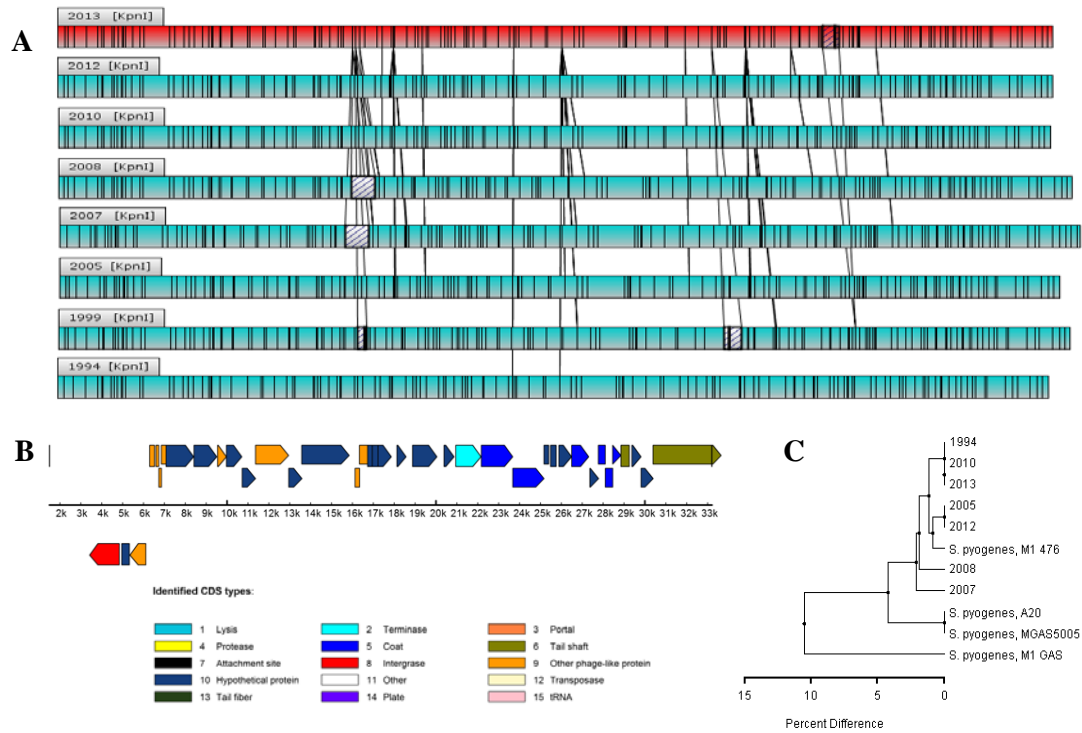 A
2013 [KpnI]
2012 [KpnI]
2010 [KpnI]
2008 [KpnI]
2007 [KpnI]
2005 [KpnI]
1999 [KpnI]
1994 [KpnI]
B
2k 3k 4k 5k 6k 7k 8k 9k 10k 11k 12k 13k 14k 15k 16k 17k 18k 19k 20k 21k 22k 23k 24k 25k 26k 27k 28k 29k 30k 31k 32k 33k
Identified CDS types:
1 Lysis
2 Terminase
3 Portal
4 Protease
5 Coat
6 Tail shaft
7 Attachment site
8 Intergrase
9 Other phage-like protein
10 Hypothetical protein
11 Other
12 Transposase
13 Tail fiber
14 Plate
15 tRNA
C
1994
2010
2013
2005
2012
S. pyogenes, M1 476
2008
2007
S. pyogenes, A20
S. pyogenes, MGAS5005
S. pyogenes, M1 GAS
15 10 5 0
Percent Difference